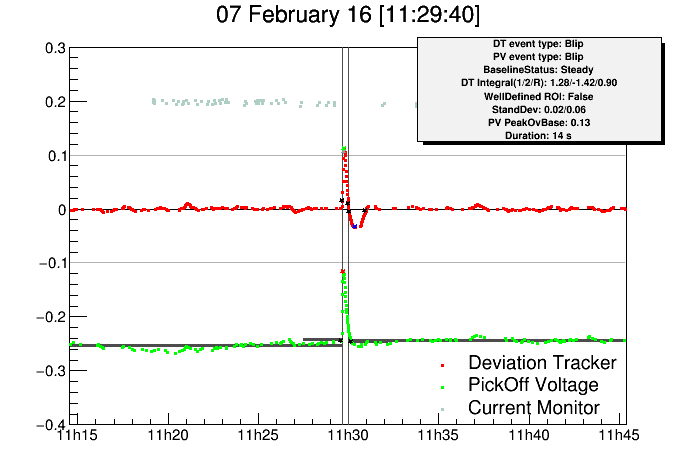 07 February 16 [11:29:40]
DT event type: Blip
PV event type: Blip
BaselineStatus: Steady
DT Integral(1/2/R): 1.28/-1.42/0.90
WellDefined ROI: False
StandDev: 0.02/0.06
PV PeakOvBase: 0.13
Duration: 14 s
0.3
0.2
0.1
0
−0.1
−0.2
−0.3
−0.4
Deviation Tracker
PickOff Voltage
Current Monitor
11h15 11h20 11h25 11h30 11h35 11h40 11h45